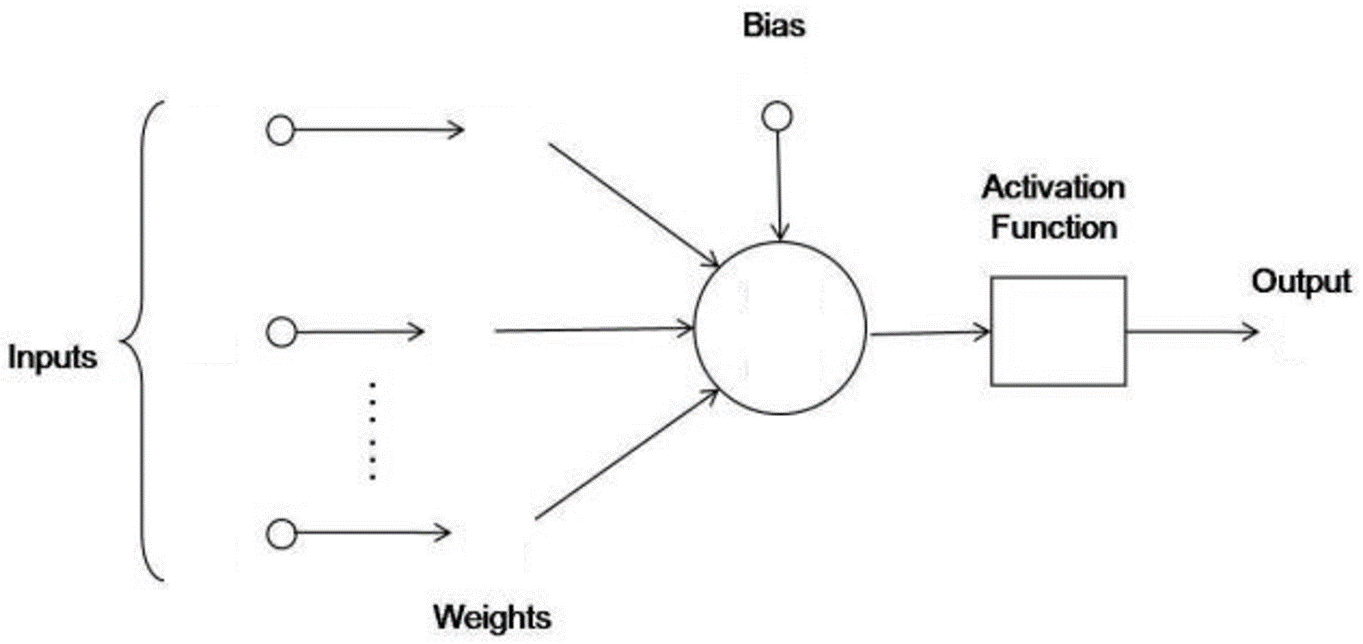 Bias
Activation
Function
Output
Inputs
Weights